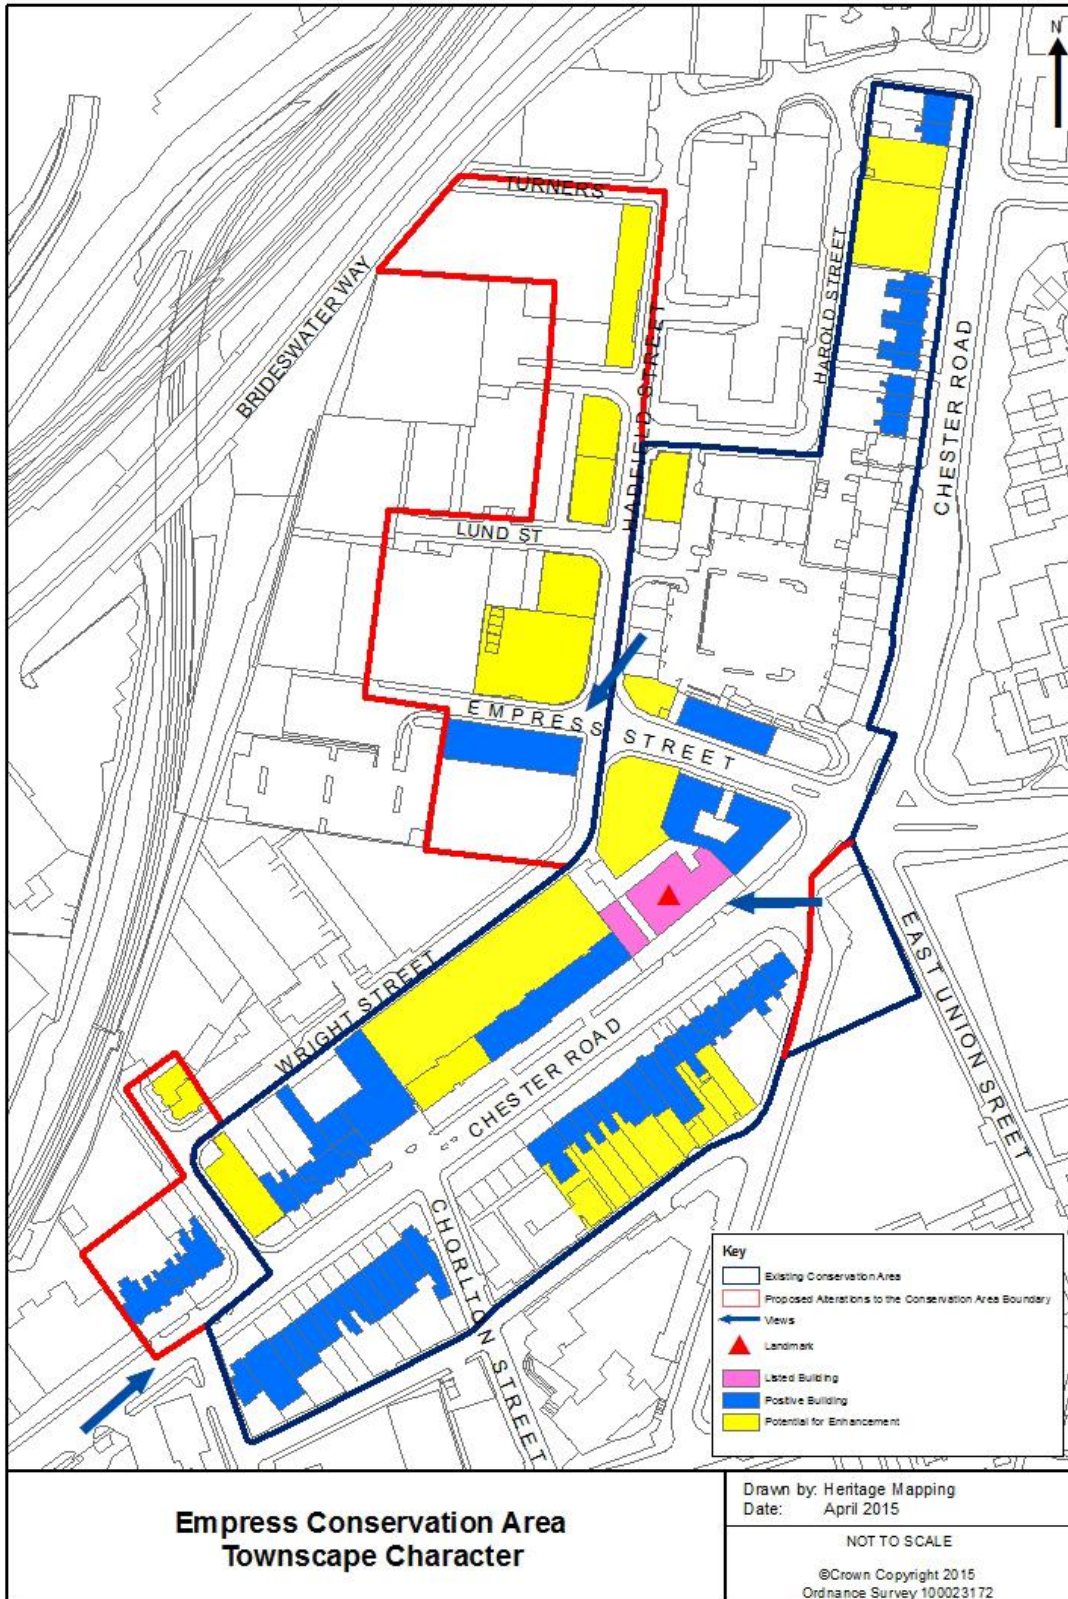 N
TURNERS
BRIDESWATER WAY
HADFIELD STREET
HAROLD STREET
CHESTER ROAD
LUND ST
EMPRESS STREET
WRIGHT STREET
CHESTER ROAD
EAST UNION SREET
CHORLTON STREET
Key
Existing Conservation Area
Proposed Alterations to the Conservation Area Boundary
Views
Landmark
Listed Building
Positive Building
Potential for Enhancement
Empress Conservation Area
Townscape Character
Drawn by: Heritage Mapping
Date: April 2015
NOT TO SCALE
©Crown Copyright 2015
Ordnance Survey 100023172